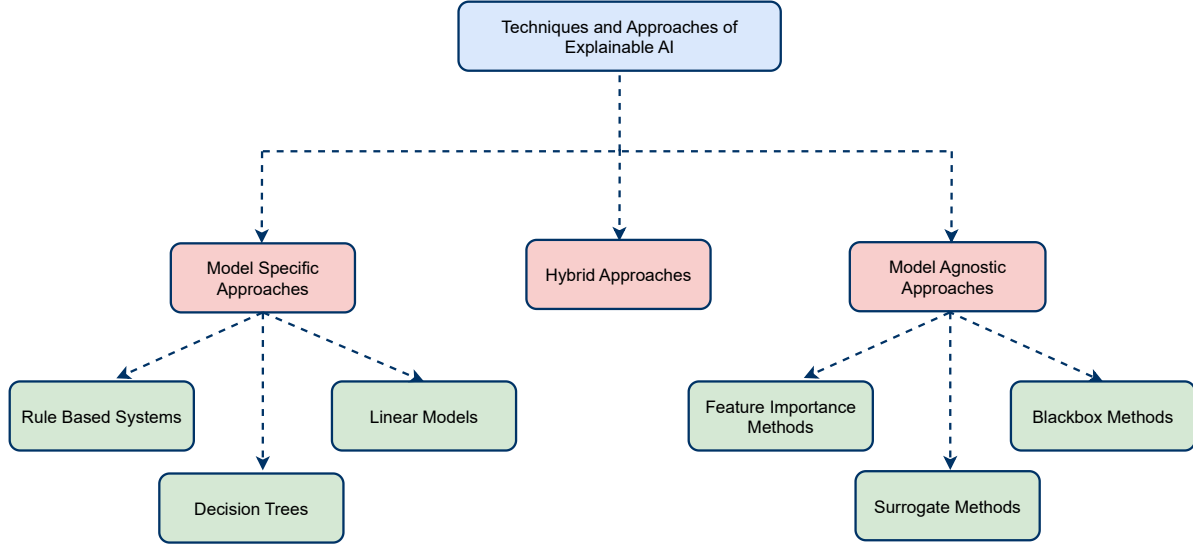 Techniques and Approaches of
Explainable AI
Model Specific
Approaches
Hybrid Approaches
Model Agnostic
Approaches
Rule Based Systems
Linear Models
Feature Importance
Methods
Blackbox Methods
Decision Trees
Surrogate Methods